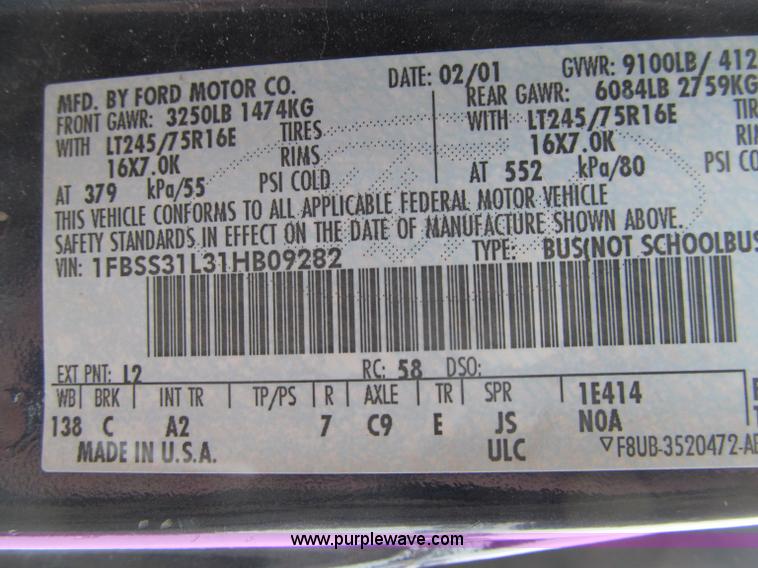 MFD. BY FORD MOTOR CO. DATE: 02/01 GVWR: 9100LB/ 412
FRONT GAWR: 3250LB 1474KG REAR GAWR: 6084LB 2759KG
WITH LT245/75R16E TIRES WITH LT245/75R16E TIRE
16X7.0K RIMS 16X7.0K RIM
AT 379 kPa/55 PSI COLD AT 552 kPa/80 PSI CO
THIS VEHICLE CONFORMS TO ALL APPLICABLE FEDERAL MOTOR VEHICLE
SAFETY STANDARDS IN EFFECT ON THE DATE OF MANUFACTURE SHOWN ABOVE.
VIN: 1FBSS31L31HB09282 TYPE: BUS(NOT SCHOOLBUS
EXT PNT: L2 RC: 58 DSO:
WB BRK INT TR TP/PS R AXLE TR SPR 1E414
138 C A2 7 C9 E JS N0A
MADE IN U.S.A. ULC ▽F8UB-3520472-AE
www.purplewave.com